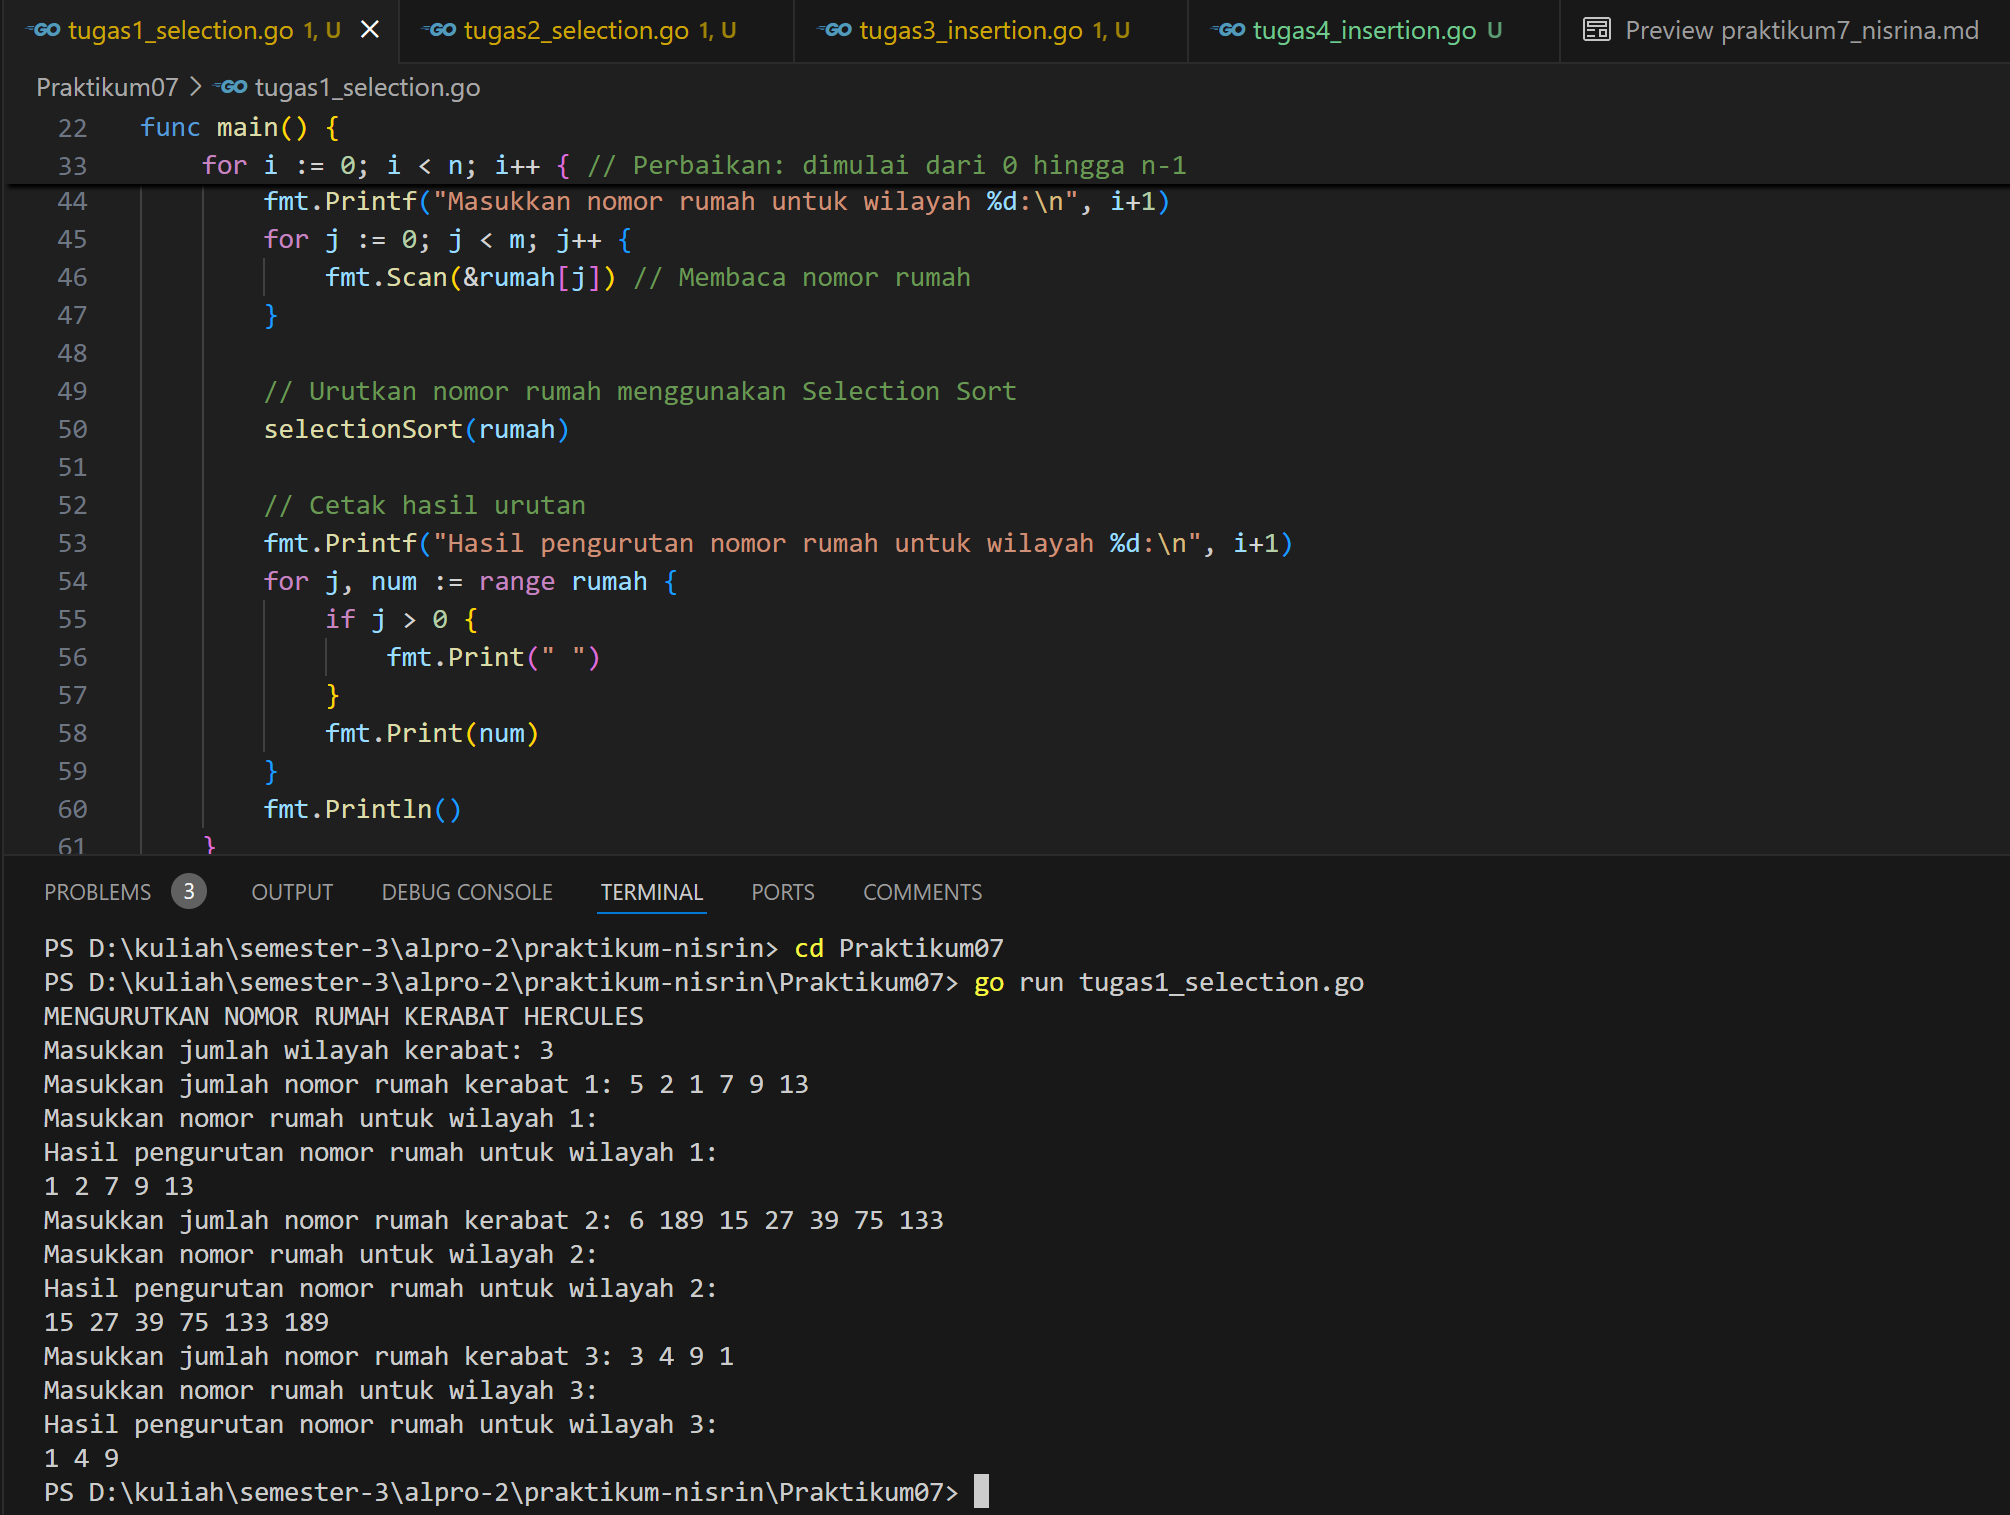 GO tugas1_selection.go 1, U
GO tugas2_selection.go 1, U
GO tugas3_insertion.go 1, U
GO tugas4_insertion.go U
Preview praktikum7_nisrina.md
Praktikum07 > GO tugas1_selection.go
22 func main() {
33 for i := 0; i < n; i++ { // Perbaikan: dimulai dari 0 hingga n-1
44 fmt.Printf("Masukkan nomor rumah untuk wilayah %d:\n", i+1)
45 for j := 0; j < m; j++ {
46 fmt.Scan(&rumah[j]) // Membaca nomor rumah
47 }
48
49 // Urutkan nomor rumah menggunakan Selection Sort
50 selectionSort(rumah)
51
52 // Cetak hasil urutan
53 fmt.Printf("Hasil pengurutan nomor rumah untuk wilayah %d:\n", i+1)
54 for j, num := range rumah {
55 if j > 0 {
56 fmt.Print(" ")
57 }
58 fmt.Print(num)
59 }
60 fmt.Println()
61 }
PROBLEMS 3 OUTPUT DEBUG CONSOLE TERMINAL PORTS COMMENTS
PS D:\kuliah\semester-3\alpro-2\praktikum-nisrin> cd Praktikum07
PS D:\kuliah\semester-3\alpro-2\praktikum-nisrin\Praktikum07> go run tugas1_selection.go
MENGURUTKAN NOMOR RUMAH KERABAT HERCULES
Masukkan jumlah wilayah kerabat: 3
Masukkan jumlah nomor rumah kerabat 1: 5 2 1 7 9 13
Masukkan nomor rumah untuk wilayah 1:
Hasil pengurutan nomor rumah untuk wilayah 1:
1 2 7 9 13
Masukkan jumlah nomor rumah kerabat 2: 6 189 15 27 39 75 133
Masukkan nomor rumah untuk wilayah 2:
Hasil pengurutan nomor rumah untuk wilayah 2:
15 27 39 75 133 189
Masukkan jumlah nomor rumah kerabat 3: 3 4 9 1
Masukkan nomor rumah untuk wilayah 3:
Hasil pengurutan nomor rumah untuk wilayah 3:
1 4 9
PS D:\kuliah\semester-3\alpro-2\praktikum-nisrin\Praktikum07>